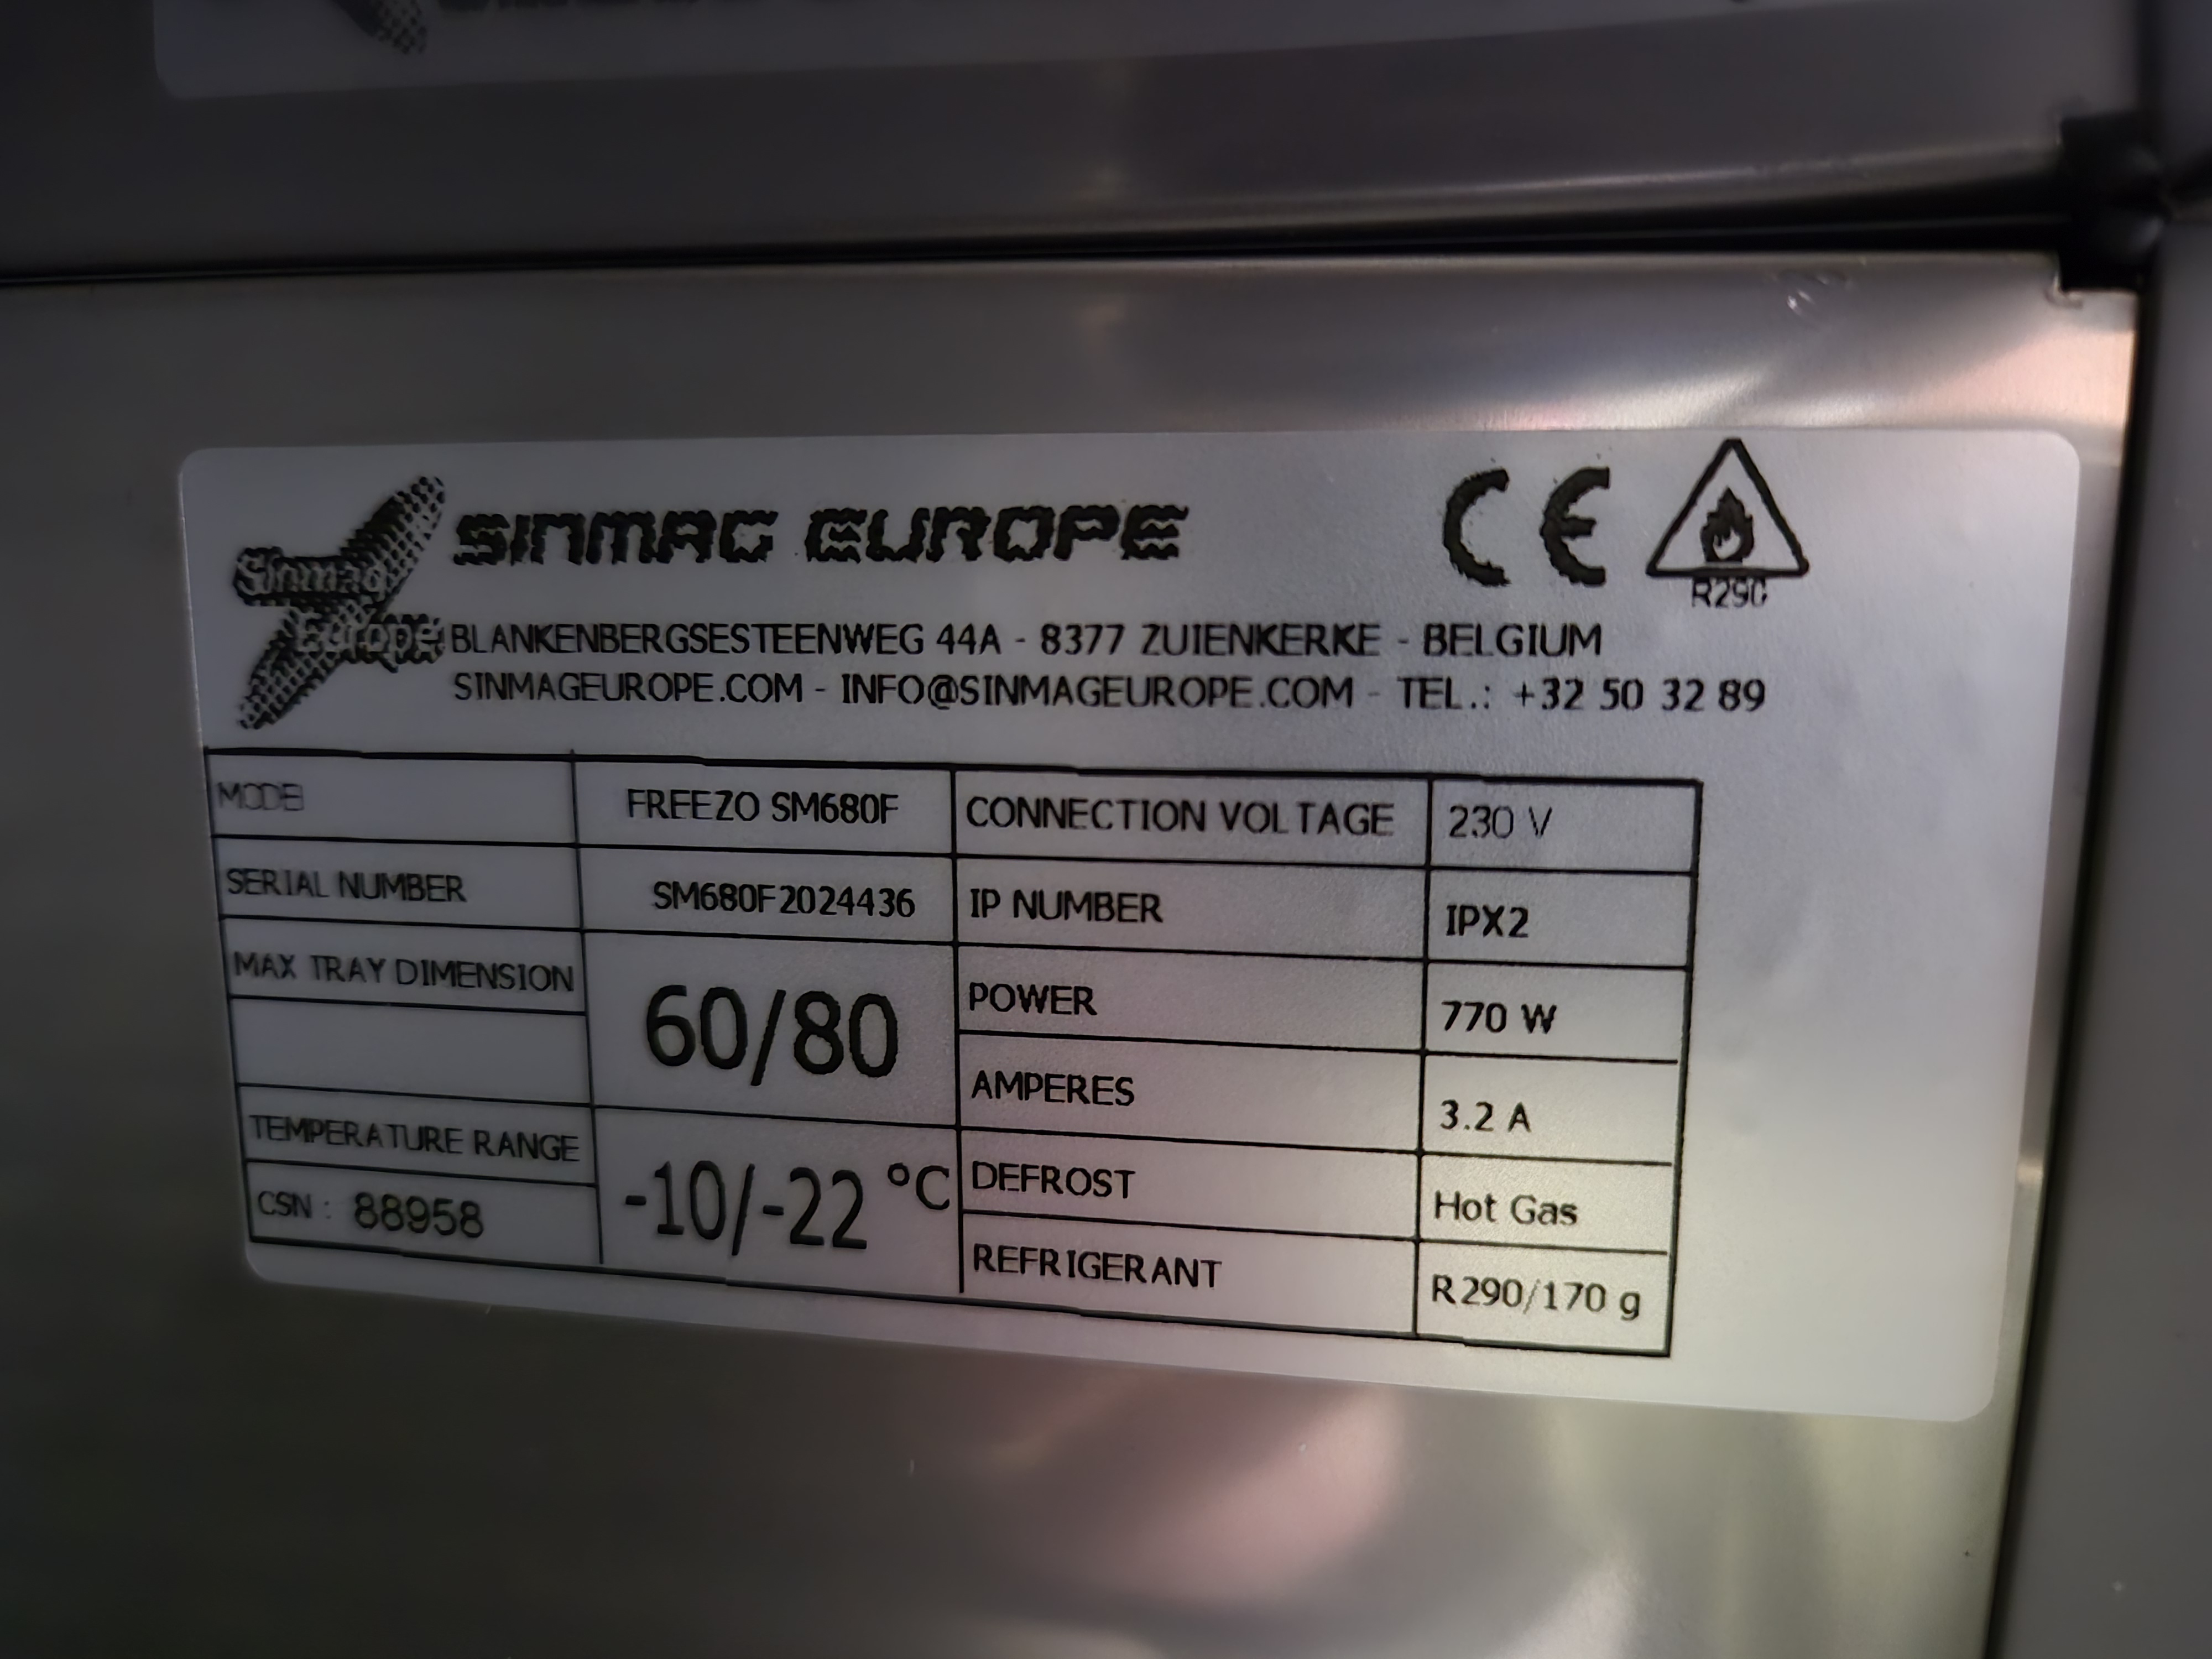 Sinmag
Europe
SINMAG EUROPE
CE
R290
BLANKENBERGSESTEENWEG 44A - 8377 ZUIENKERKE - BELGIUM
SINMAGEUROPE.COM - INFO@SINMAGEUROPE.COM - TEL.: +32 50 32 89
MODEl FREEZO SM680F CONNECTION VOLTAGE 230 V
SERIAL NUMBER SM680F2024436 IP NUMBER IPX2
MAX TRAY DIMENSION 60/80 POWER 770 W
AMPERES 3.2 A
TEMPERATURE RANGE -10/-22 °C DEFROST Hot Gas
CSN : 88958 REFRIGERANT R290/170 g